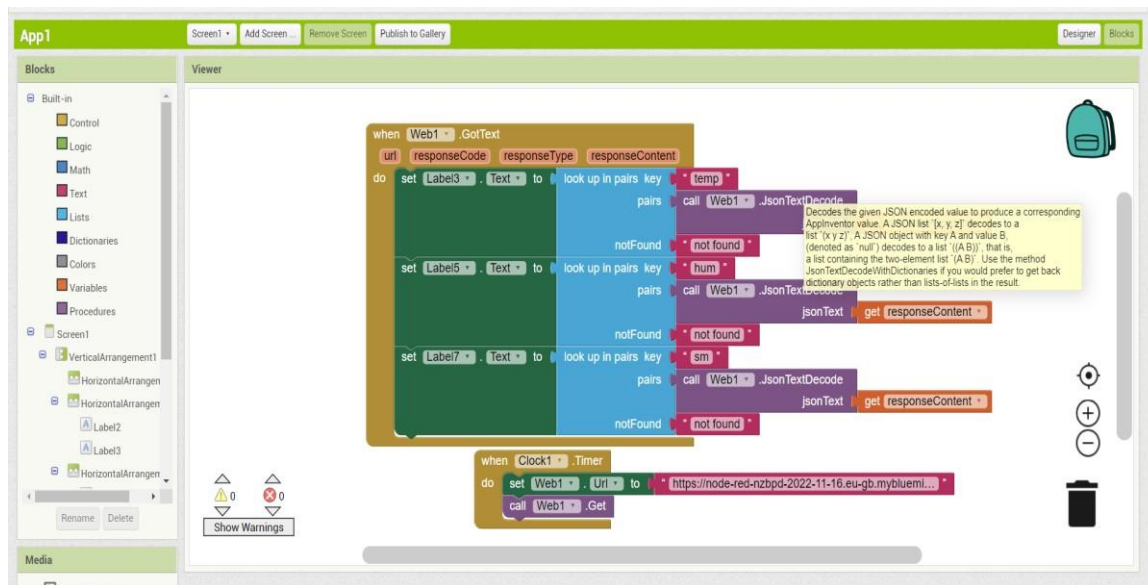 App1
Screen1
Add Screen ...
Remove Screen
Publish to Gallery
Designer
Blocks
Blocks
Viewer
Built-in
Control
Logic
Math
Text
Lists
Dictionaries
Colors
Variables
Procedures
Screen1
VerticalArrangement1
HorizontalArrangen
HorizontalArrangen
Label2
Label3
HorizontalArrangen
Rename
Delete
Media
when Web1 .GotText
url responseCode responseType responseContent
do set Label3 . Text to look up in pairs key " temp "
pairs call Web1 .JsonTextDecode
Decodes the given JSON encoded value to produce a corresponding
AppInventor value. A JSON list `[x, y, z]` decodes to a
list `(x y z)`, A JSON object with key A and value B,
(denoted as `null`) decodes to a list `((A B))`, that is,
a list containing the two-element list `(A B)`. Use the method
JsonTextDecodeWithDictionaries if you would prefer to get back
dictionary objects rather than lists-of-lists in the result.
notFound " not found "
set Label5 . Text to look up in pairs key " hum "
pairs call Web1 .JsonTextDecode
jsonText get responseContent
notFound " not found "
set Label7 . Text to look up in pairs key " sm "
pairs call Web1 .JsonTextDecode
jsonText get responseContent
notFound " not found "
when Clock1 .Timer
do set Web1 . Url to " https://node-red-nzbpd-2022-11-16.eu-gb.mybluemi... "
call Web1 .Get
0 0
Show Warnings